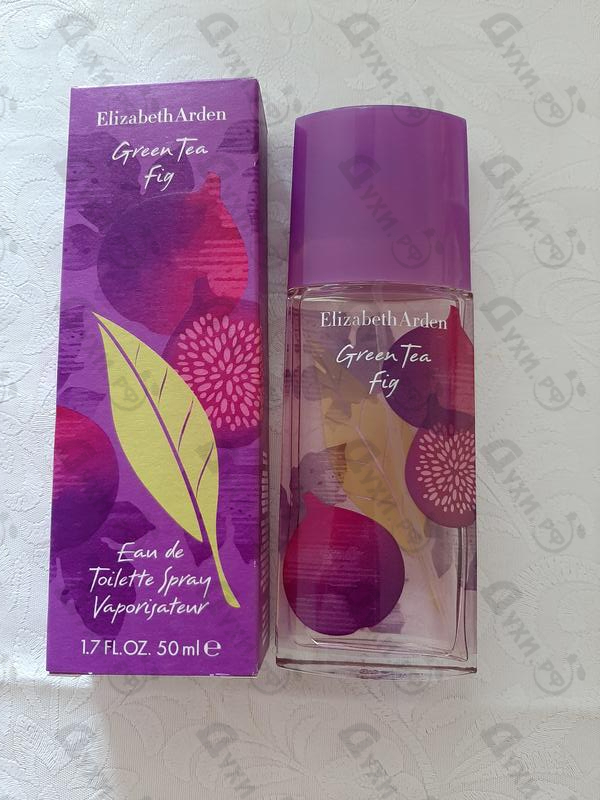 Elizabeth Arden
Green Tea
Fig
Eau de
Toilette Spray
Vaporisateur
1.7 FL.OZ. 50 ml e
Elizabeth Arden
Green Tea
Fig
Духи.рф